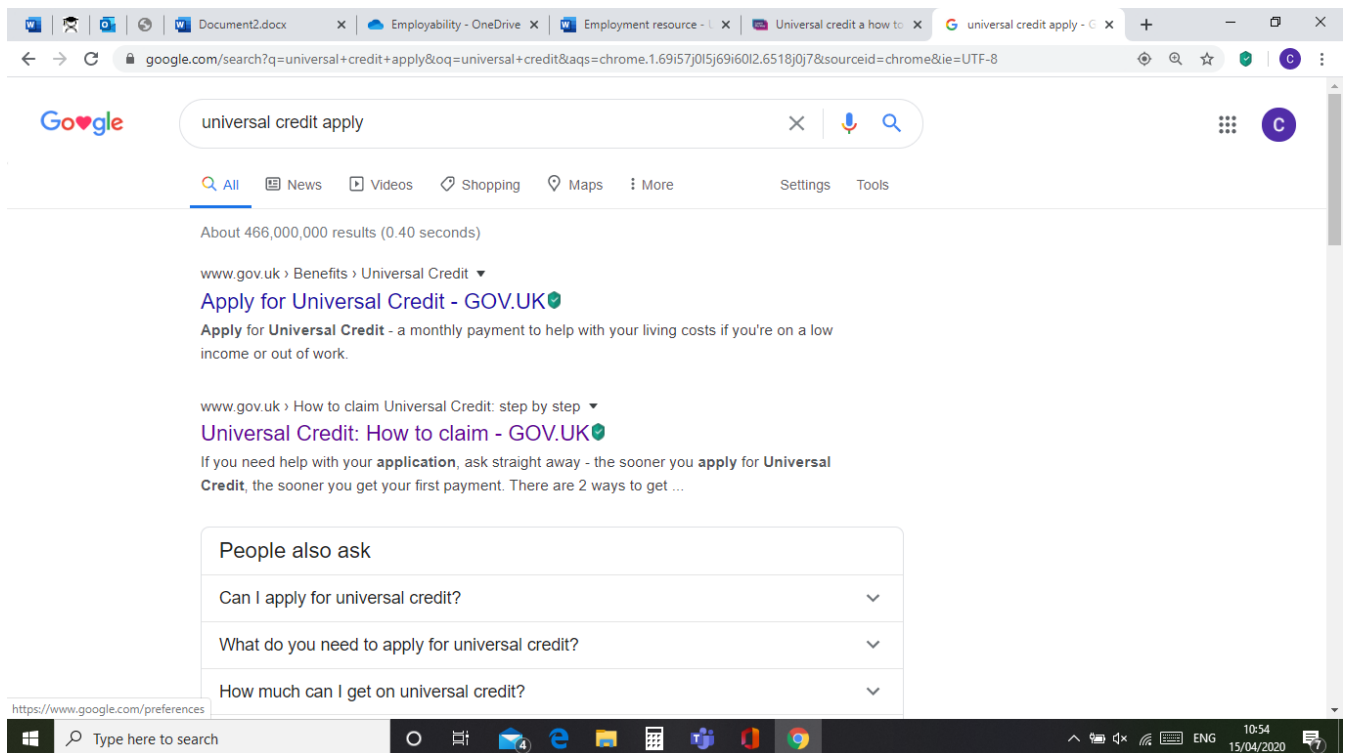 Document2.docx
Employability - OneDrive
Employment resource - U
Universal credit a how to
universal credit apply - G
google.com/search?q=universal+credit+apply&oq=universal+credit&aqs=chrome.1.69i57j0l5j69i60l2.6518j0j7&sourceid=chrome&ie=UTF-8
C
Google
universal credit apply
C
All News Videos Shopping Maps More Settings Tools
About 466,000,000 results (0.40 seconds)
www.gov.uk › Benefits › Universal Credit
Apply for Universal Credit - GOV.UK
Apply for Universal Credit - a monthly payment to help with your living costs if you're on a low
income or out of work.
www.gov.uk › How to claim Universal Credit: step by step
Universal Credit: How to claim - GOV.UK
If you need help with your application, ask straight away - the sooner you apply for Universal
Credit, the sooner you get your first payment. There are 2 ways to get ...
People also ask
Can I apply for universal credit?
What do you need to apply for universal credit?
How much can I get on universal credit?
https://www.google.com/preferences
Type here to search
4
ENG
10:54
15/04/2020
7